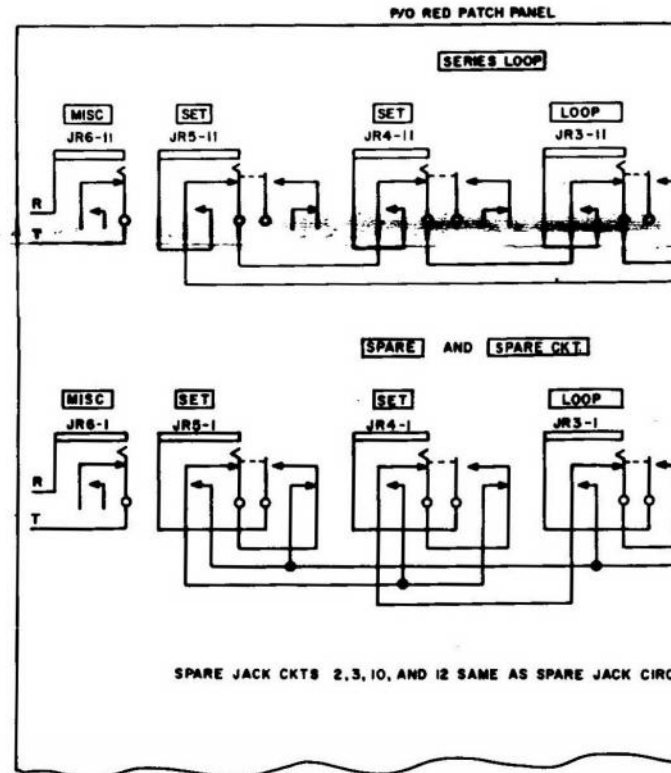 P/O RED PATCH PANEL
SERIES LOOP
MISC SET SET LOOP
JR6-11 JR5-11 JR4-11 JR3-11
R
T
SPARE AND SPARE CKT.
MISC SET SET LOOP
JR6-1 JR5-1 JR4-1 JR3-1
R
T
SPARE JACK CKTS 2,3,10, AND 12 SAME AS SPARE JACK CIRC